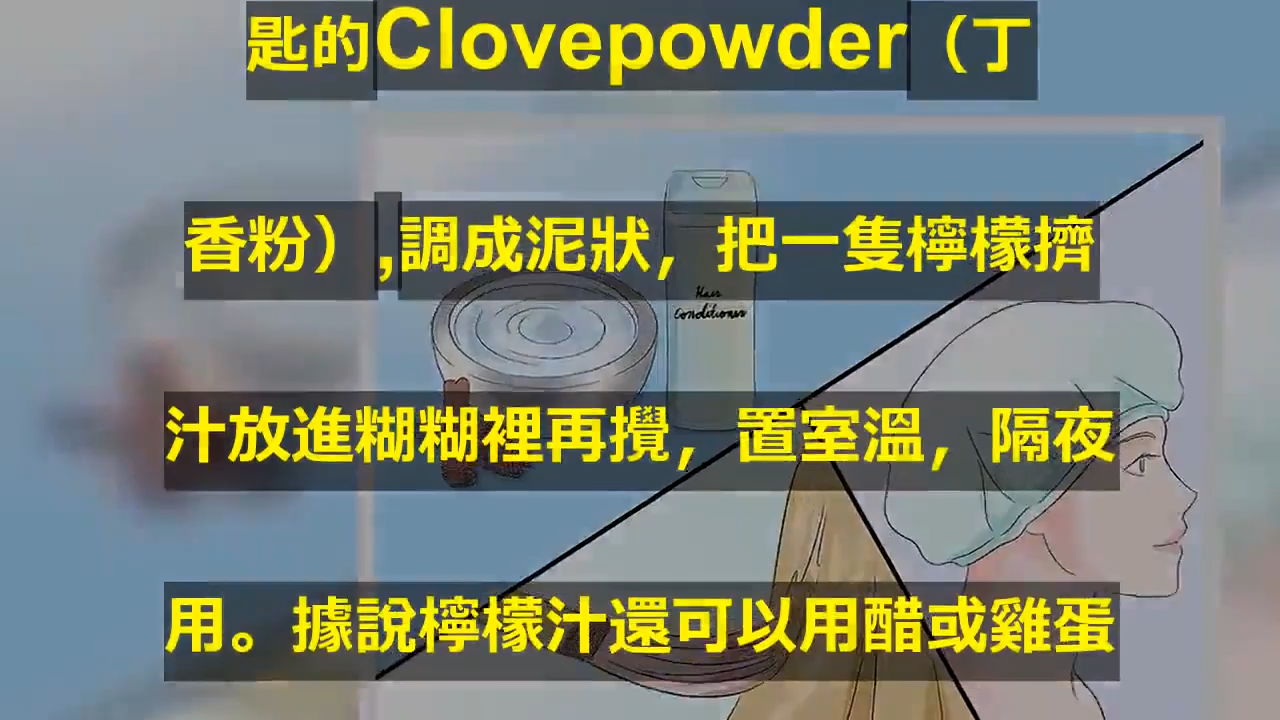 匙的Clovepowder（丁
香粉）,調成泥狀，把一隻檸檬擠
Hair
Conditioner
汁放進糊糊裡再攪，置室溫，隔夜
用。據說檸檬汁還可以用醋或雞蛋